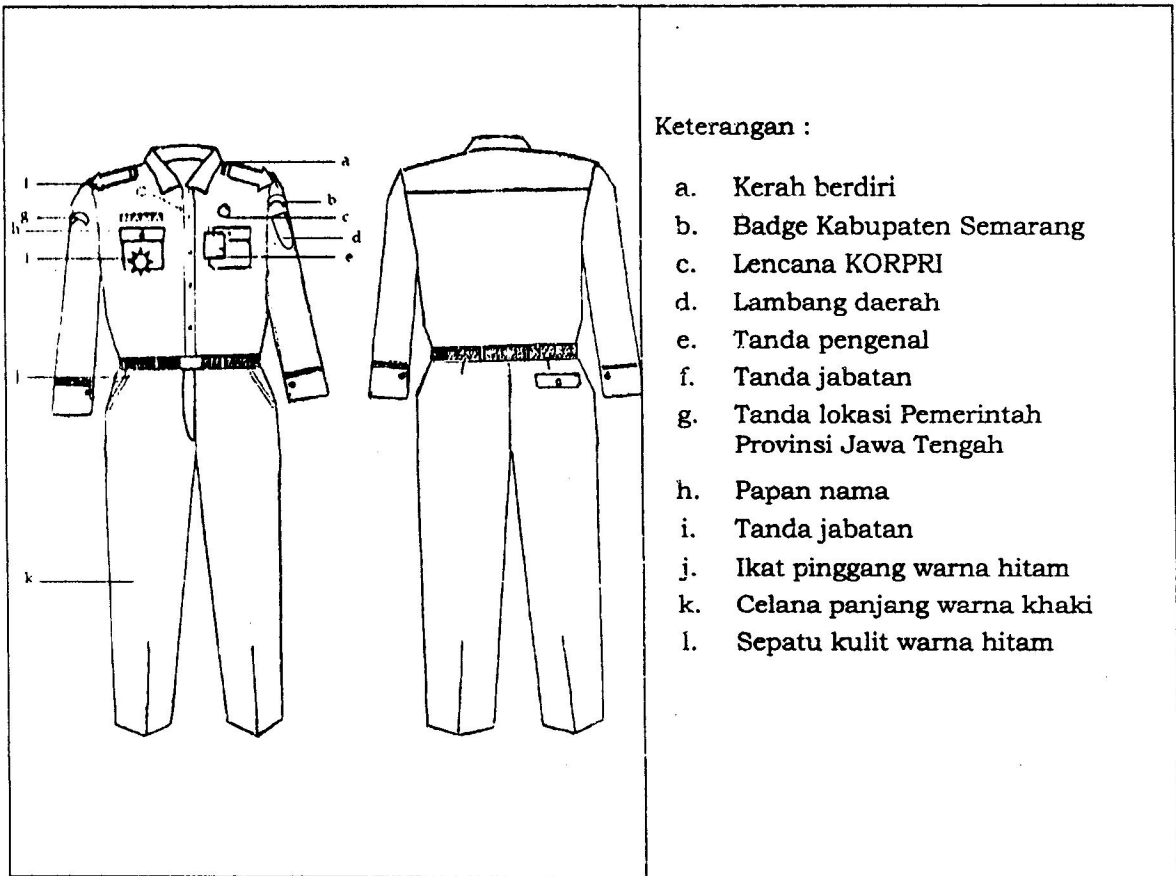 a
f
b
g
c
h
d
i
e
j
k
Keterangan :
a. Kerah berdiri
b. Badge Kabupaten Semarang
c. Lencana KORPRI
d. Lambang daerah
e. Tanda pengenal
f. Tanda jabatan
g. Tanda lokasi Pemerintah
Provinsi Jawa Tengah
h. Papan nama
i. Tanda jabatan
j. Ikat pinggang warna hitam
k. Celana panjang warna khaki
l. Sepatu kulit warna hitam